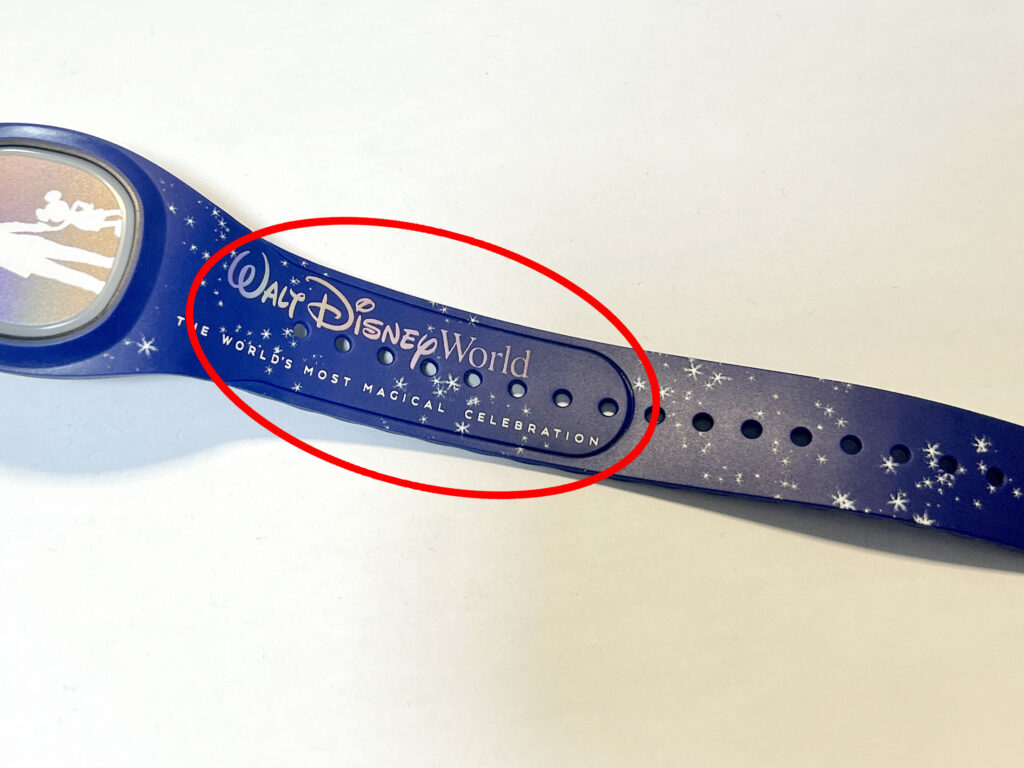 Walt Disney World
THE WORLD'S MOST MAGICAL CELEBRATION